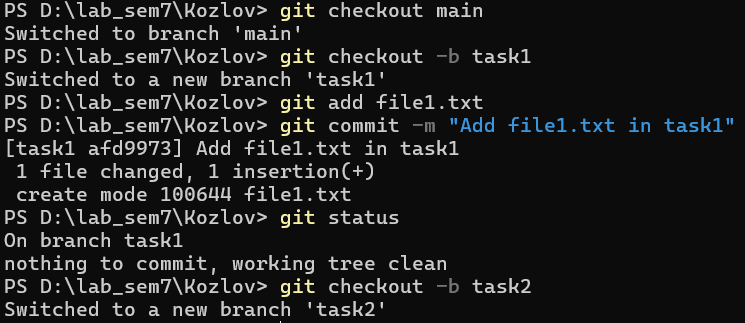 PS D:\lab_sem7\Kozlov> git checkout main
Switched to branch 'main'
PS D:\lab_sem7\Kozlov> git checkout -b task1
Switched to a new branch 'task1'
PS D:\lab_sem7\Kozlov> git add file1.txt
PS D:\lab_sem7\Kozlov> git commit -m "Add file1.txt in task1"
[task1 afd9973] Add file1.txt in task1
 1 file changed, 1 insertion(+)
 create mode 100644 file1.txt
PS D:\lab_sem7\Kozlov> git status
On branch task1
nothing to commit, working tree clean
PS D:\lab_sem7\Kozlov> git checkout -b task2
Switched to a new branch 'task2'